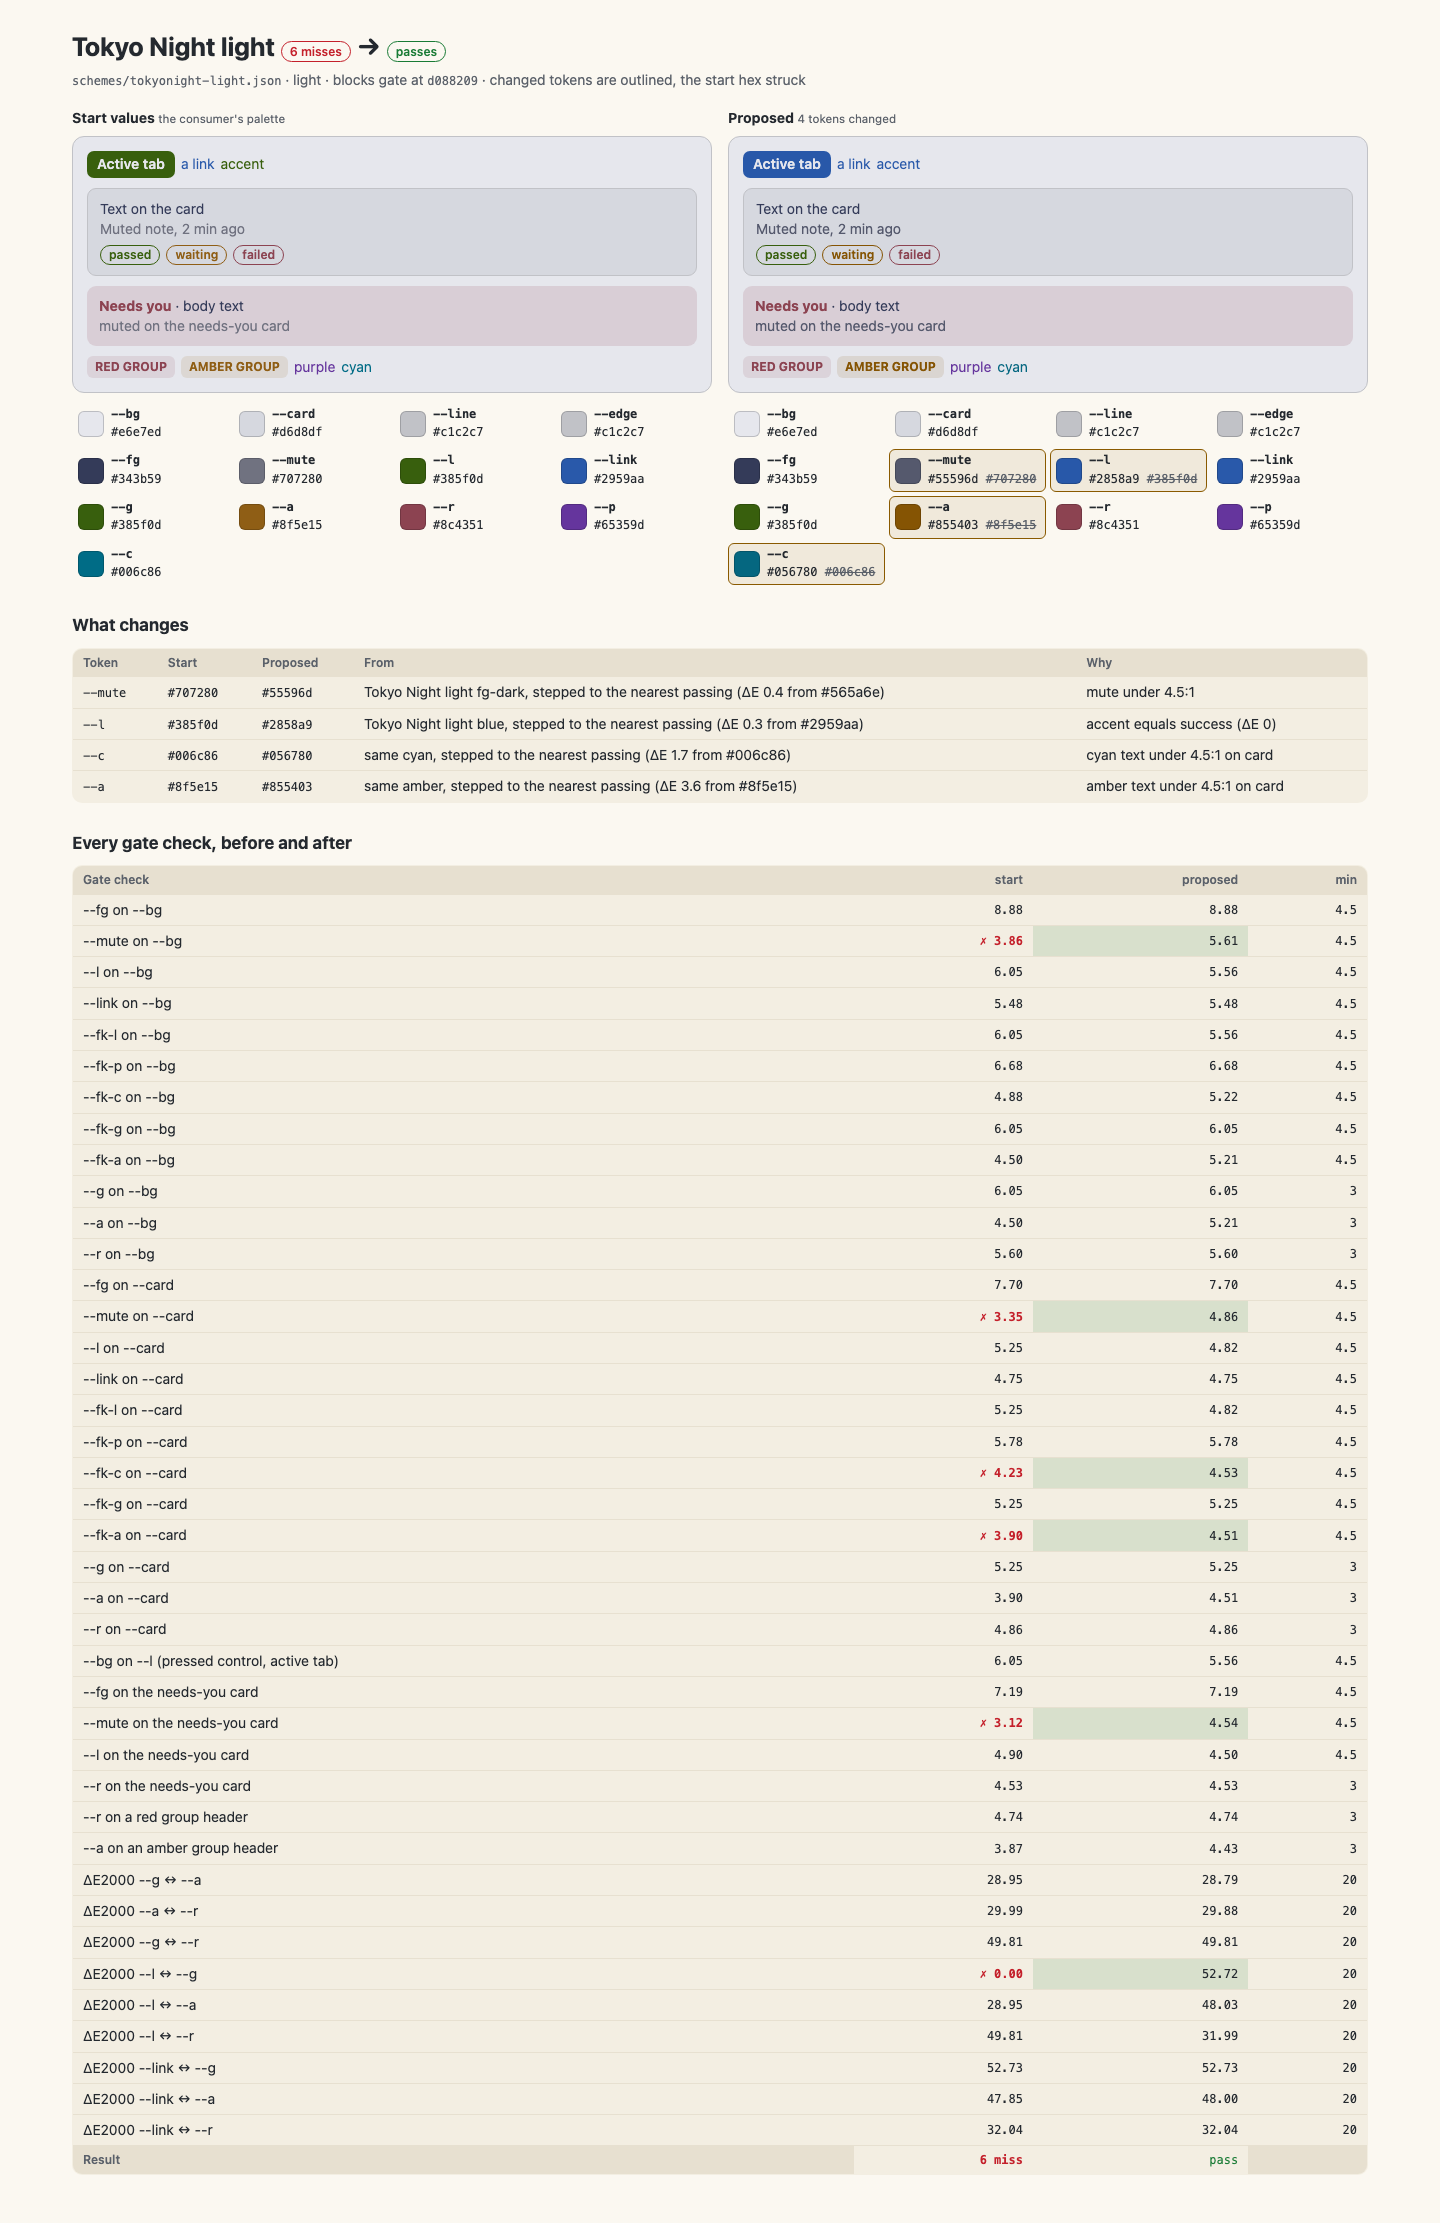 Tokyo Night light 6 misses → passes
schemes/tokyonight-light.json · light · blocks gate at d088209 · changed tokens are outlined, the start hex struck
Start values the consumer's palette
Active tab a link accent
Text on the card
Muted note, 2 min ago
passed waiting failed
Needs you · body text
muted on the needs-you card
RED GROUP AMBER GROUP purple cyan
--bg --card --line --edge
#e6e7ed #d6d8df #c1c2c7 #c1c2c7
--fg --mute --l --link
#343b59 #707280 #385f0d #2959aa
--g --a --r --p
#385f0d #8f5e15 #8c4351 #65359d
--c
#006c86
Proposed 4 tokens changed
Active tab a link accent
Text on the card
Muted note, 2 min ago
passed waiting failed
Needs you · body text
muted on the needs-you card
RED GROUP AMBER GROUP purple cyan
--bg --card --line --edge
#e6e7ed #d6d8df #c1c2c7 #c1c2c7
--fg --mute --l --link
#343b59 #55596d #707280 #2858a9 #385f0d #2959aa
--g --a --r --p
#385f0d #855403 #8f5e15 #8c4351 #65359d
--c
#056780 #006c86
What changes
Token Start Proposed From Why
--mute #707280 #55596d Tokyo Night light fg-dark, stepped to the nearest passing (ΔE 0.4 from #565a6e) mute under 4.5:1
--l #385f0d #2858a9 Tokyo Night light blue, stepped to the nearest passing (ΔE 0.3 from #2959aa) accent equals success (ΔE 0)
--c #006c86 #056780 same cyan, stepped to the nearest passing (ΔE 1.7 from #006c86) cyan text under 4.5:1 on card
--a #8f5e15 #855403 same amber, stepped to the nearest passing (ΔE 3.6 from #8f5e15) amber text under 4.5:1 on card
Every gate check, before and after
Gate check start proposed min
--fg on --bg 8.88 8.88 4.5
--mute on --bg ✗ 3.86 5.61 4.5
--l on --bg 6.05 5.56 4.5
--link on --bg 5.48 5.48 4.5
--fk-l on --bg 6.05 5.56 4.5
--fk-p on --bg 6.68 6.68 4.5
--fk-c on --bg 4.88 5.22 4.5
--fk-g on --bg 6.05 6.05 4.5
--fk-a on --bg 4.50 5.21 4.5
--g on --bg 6.05 6.05 3
--a on --bg 4.50 5.21 3
--r on --bg 5.60 5.60 3
--fg on --card 7.70 7.70 4.5
--mute on --card ✗ 3.35 4.86 4.5
--l on --card 5.25 4.82 4.5
--link on --card 4.75 4.75 4.5
--fk-l on --card 5.25 4.82 4.5
--fk-p on --card 5.78 5.78 4.5
--fk-c on --card ✗ 4.23 4.53 4.5
--fk-g on --card 5.25 5.25 4.5
--fk-a on --card ✗ 3.90 4.51 4.5
--g on --card 5.25 5.25 3
--a on --card 3.90 4.51 3
--r on --card 4.86 4.86 3
--bg on --l (pressed control, active tab) 6.05 5.56 4.5
--fg on the needs-you card 7.19 7.19 4.5
--mute on the needs-you card ✗ 3.12 4.54 4.5
--l on the needs-you card 4.90 4.50 4.5
--r on the needs-you card 4.53 4.53 3
--r on a red group header 4.74 4.74 3
--a on an amber group header 3.87 4.43 3
ΔE2000 --g ↔ --a 28.95 28.79 20
ΔE2000 --a ↔ --r 29.99 29.88 20
ΔE2000 --g ↔ --r 49.81 49.81 20
ΔE2000 --l ↔ --g ✗ 0.00 52.72 20
ΔE2000 --l ↔ --a 28.95 48.03 20
ΔE2000 --l ↔ --r 49.81 31.99 20
ΔE2000 --link ↔ --g 52.73 52.73 20
ΔE2000 --link ↔ --a 47.85 48.00 20
ΔE2000 --link ↔ --r 32.04 32.04 20
Result 6 miss pass